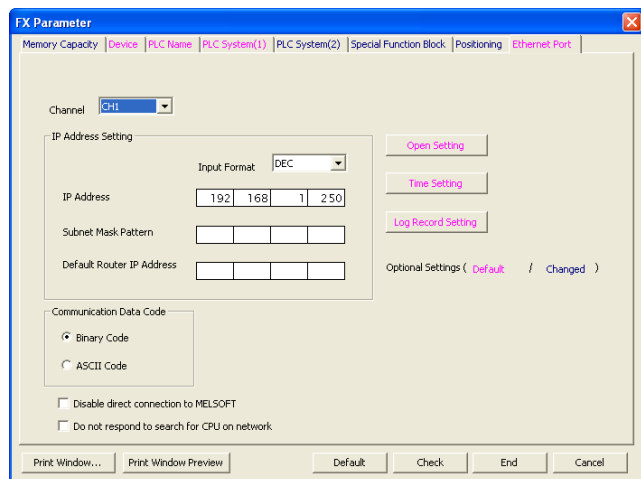 FX Parameter
Memory Capacity Device PLC Name PLC System(1) PLC System(2) Special Function Block Positioning Ethernet Port
Channel CH1
IP Address Setting
Input Format DEC
IP Address 192 168 1 250
Subnet Mask Pattern
Default Router IP Address
Open Setting
Time Setting
Log Record Setting
Optional Settings ( Default / Changed )
Communication Data Code
Binary Code
ASCII Code
Disable direct connection to MELSOFT
Do not respond to search for CPU on network
Print Window... Print Window Preview Default Check End Cancel